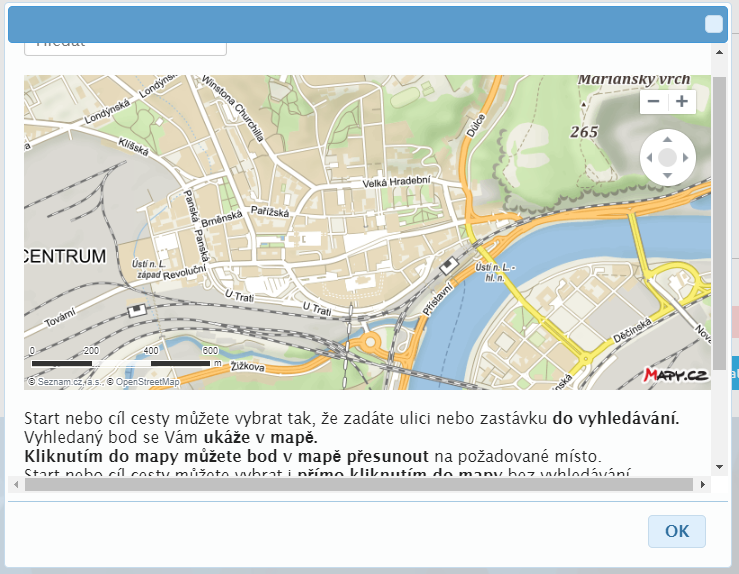 Hledat
Mariánský vrch
265
Londýnská
Londýnská
Winstona Churchilla
Klíšská
Důlce
Velká Hradební
Pařížská
Brněnská
Panská
Panská
CENTRUM
Ústí n. L.
západ
Revoluční
Ústí n. L. -
hl. n.
U Trati
U Trati
Přístavní
Tovární
Děčínská
Žižkova
0 200 400 600
m
© Seznam.cz, a.s., © OpenStreetMap
Mapy.cz
Start nebo cíl cesty můžete vybrat tak, že zadáte ulici nebo zastávku do vyhledávání.
Vyhledaný bod se Vám ukáže v mapě.
Kliknutím do mapy můžete bod v mapě přesunout na požadované místo.
Start nebo cíl cesty můžete vybrat i přímo kliknutím do mapy bez vyhledávání
OK